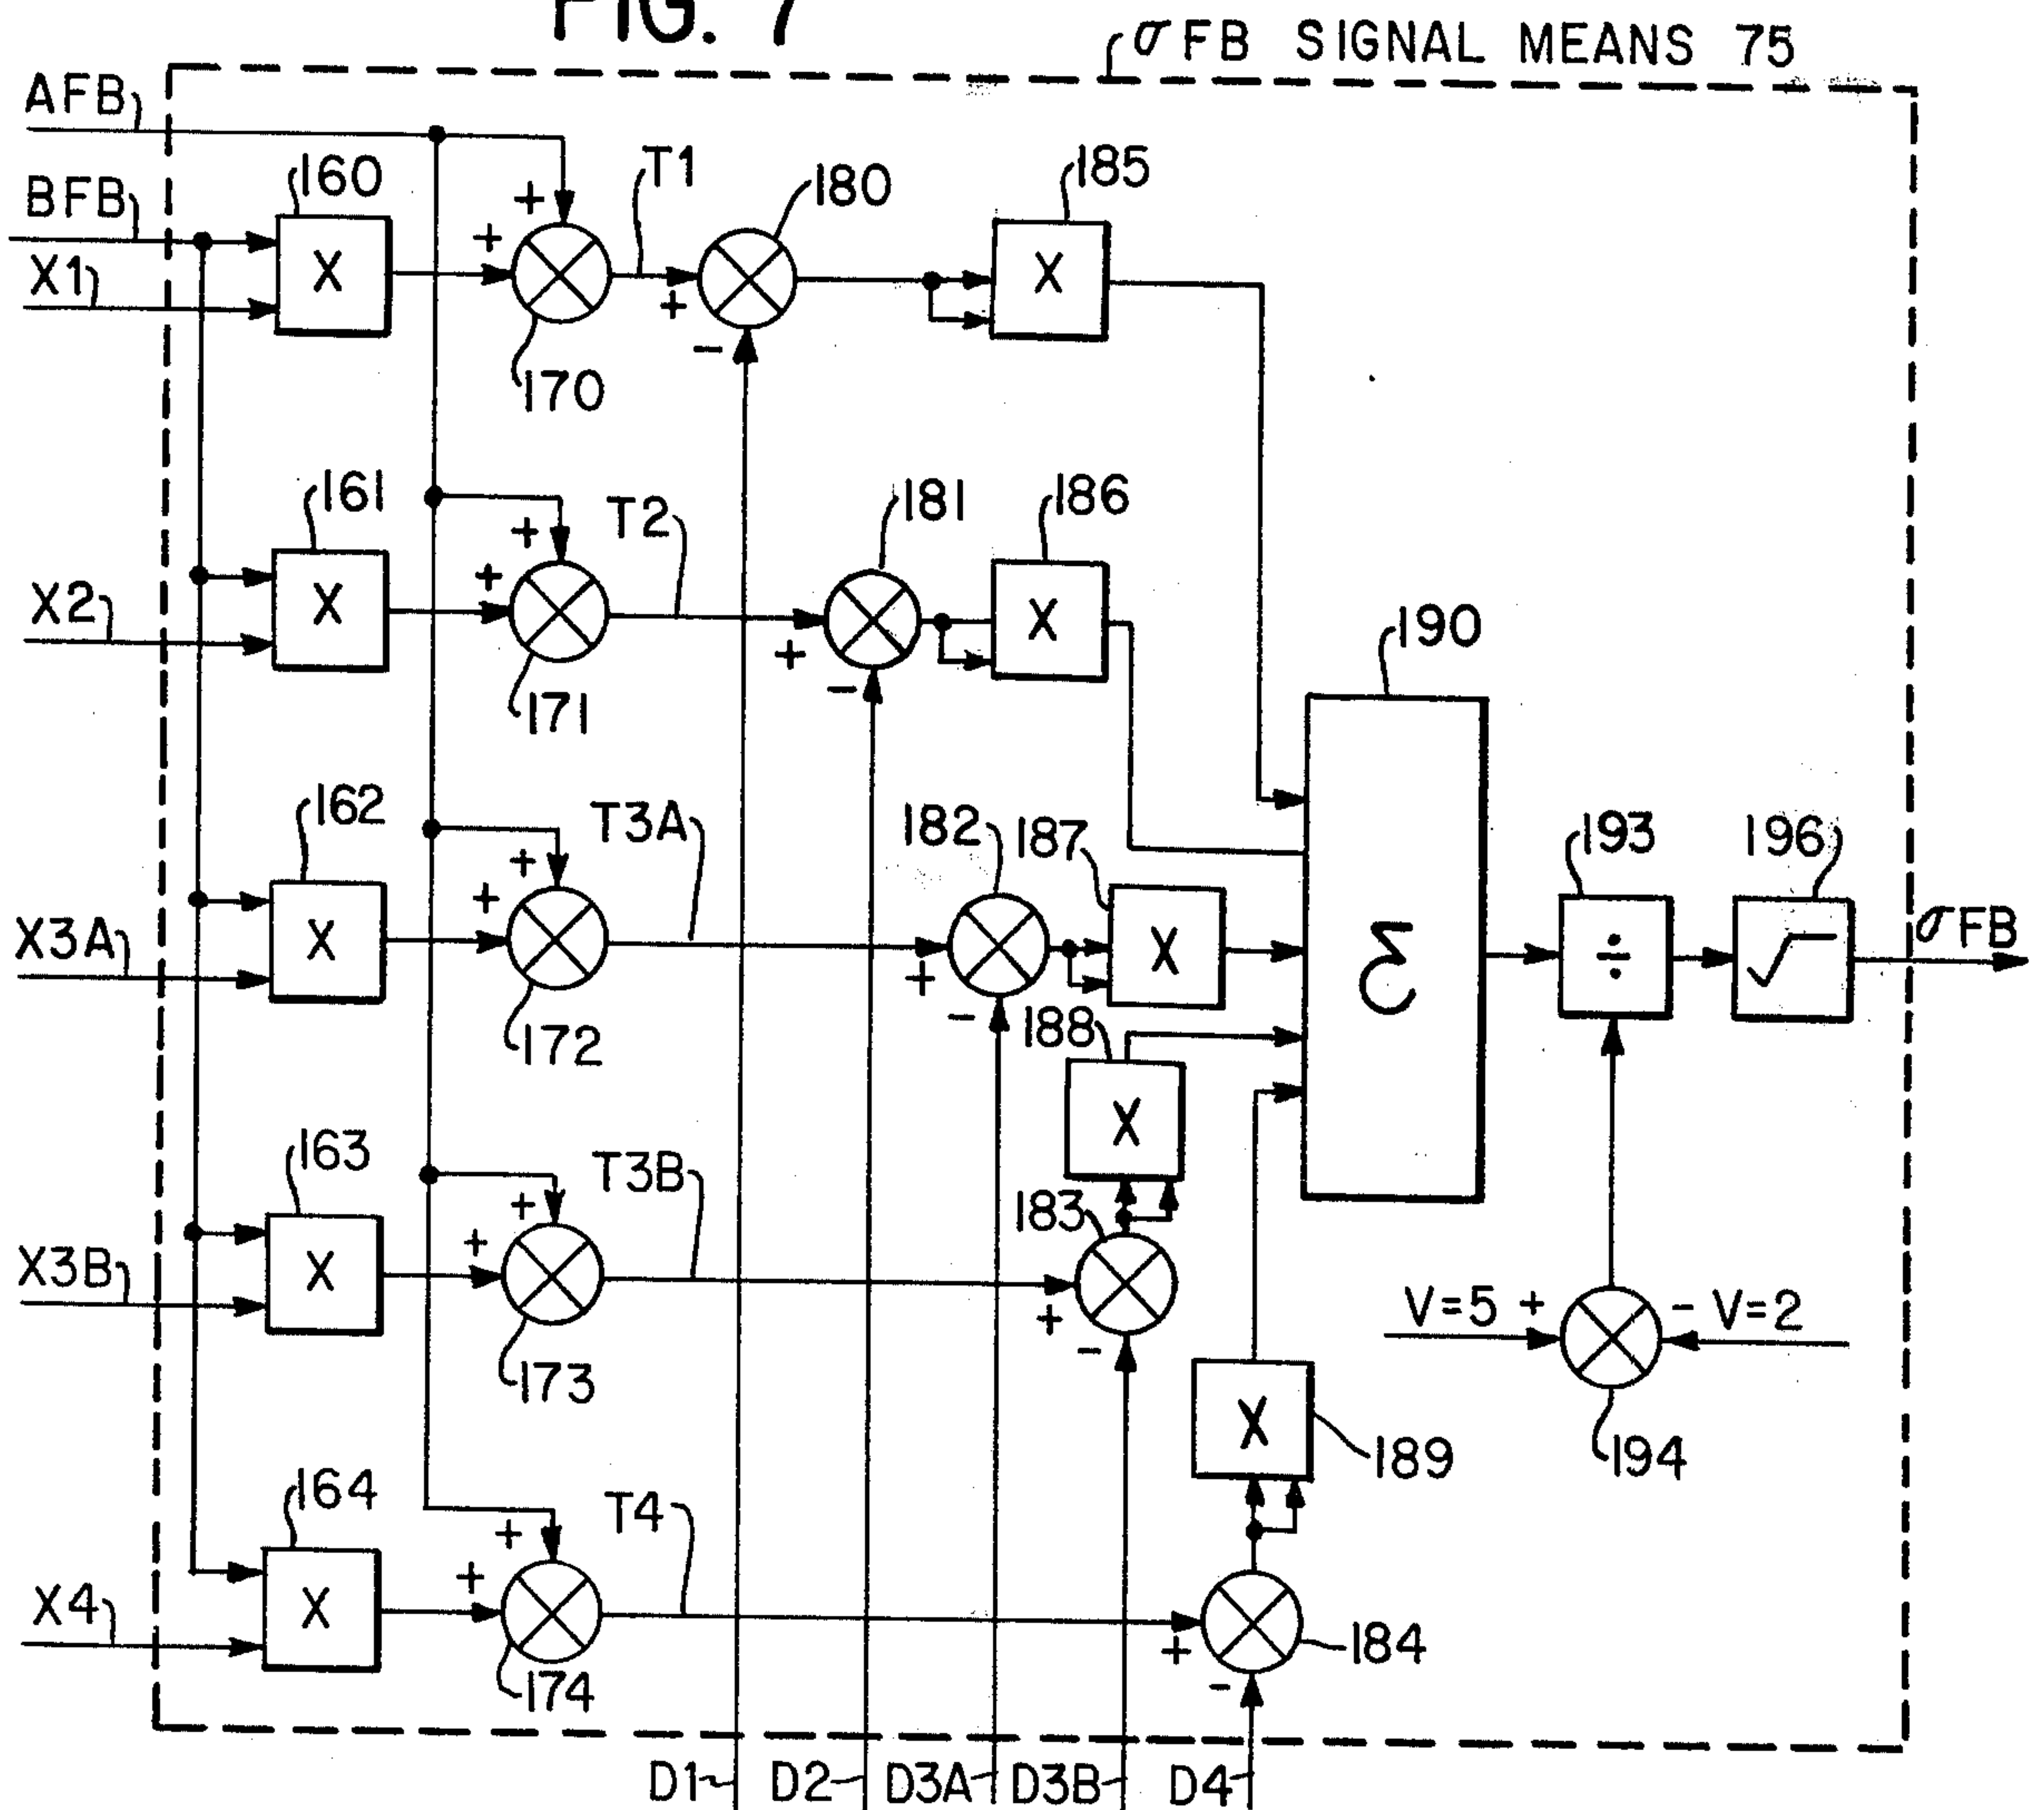 FIG. 7
σFB SIGNAL MEANS 75
AFB
BFB
X1
160
X
+
+
170
T1
180
+
-
185
X
X2
161
X
+
+
171
T2
181
+
-
186
X
190
Σ
X3A
162
X
+
+
172
T3A
182
+
-
187
X
193
÷
196
√
σFB
188
X
X3B
163
X
+
+
173
T3B
183
+
-
V=5 +
- V=2
194
189
X
X4
164
X
+
+
174
T4
184
+
-
D1
D2
D3A
D3B
D4